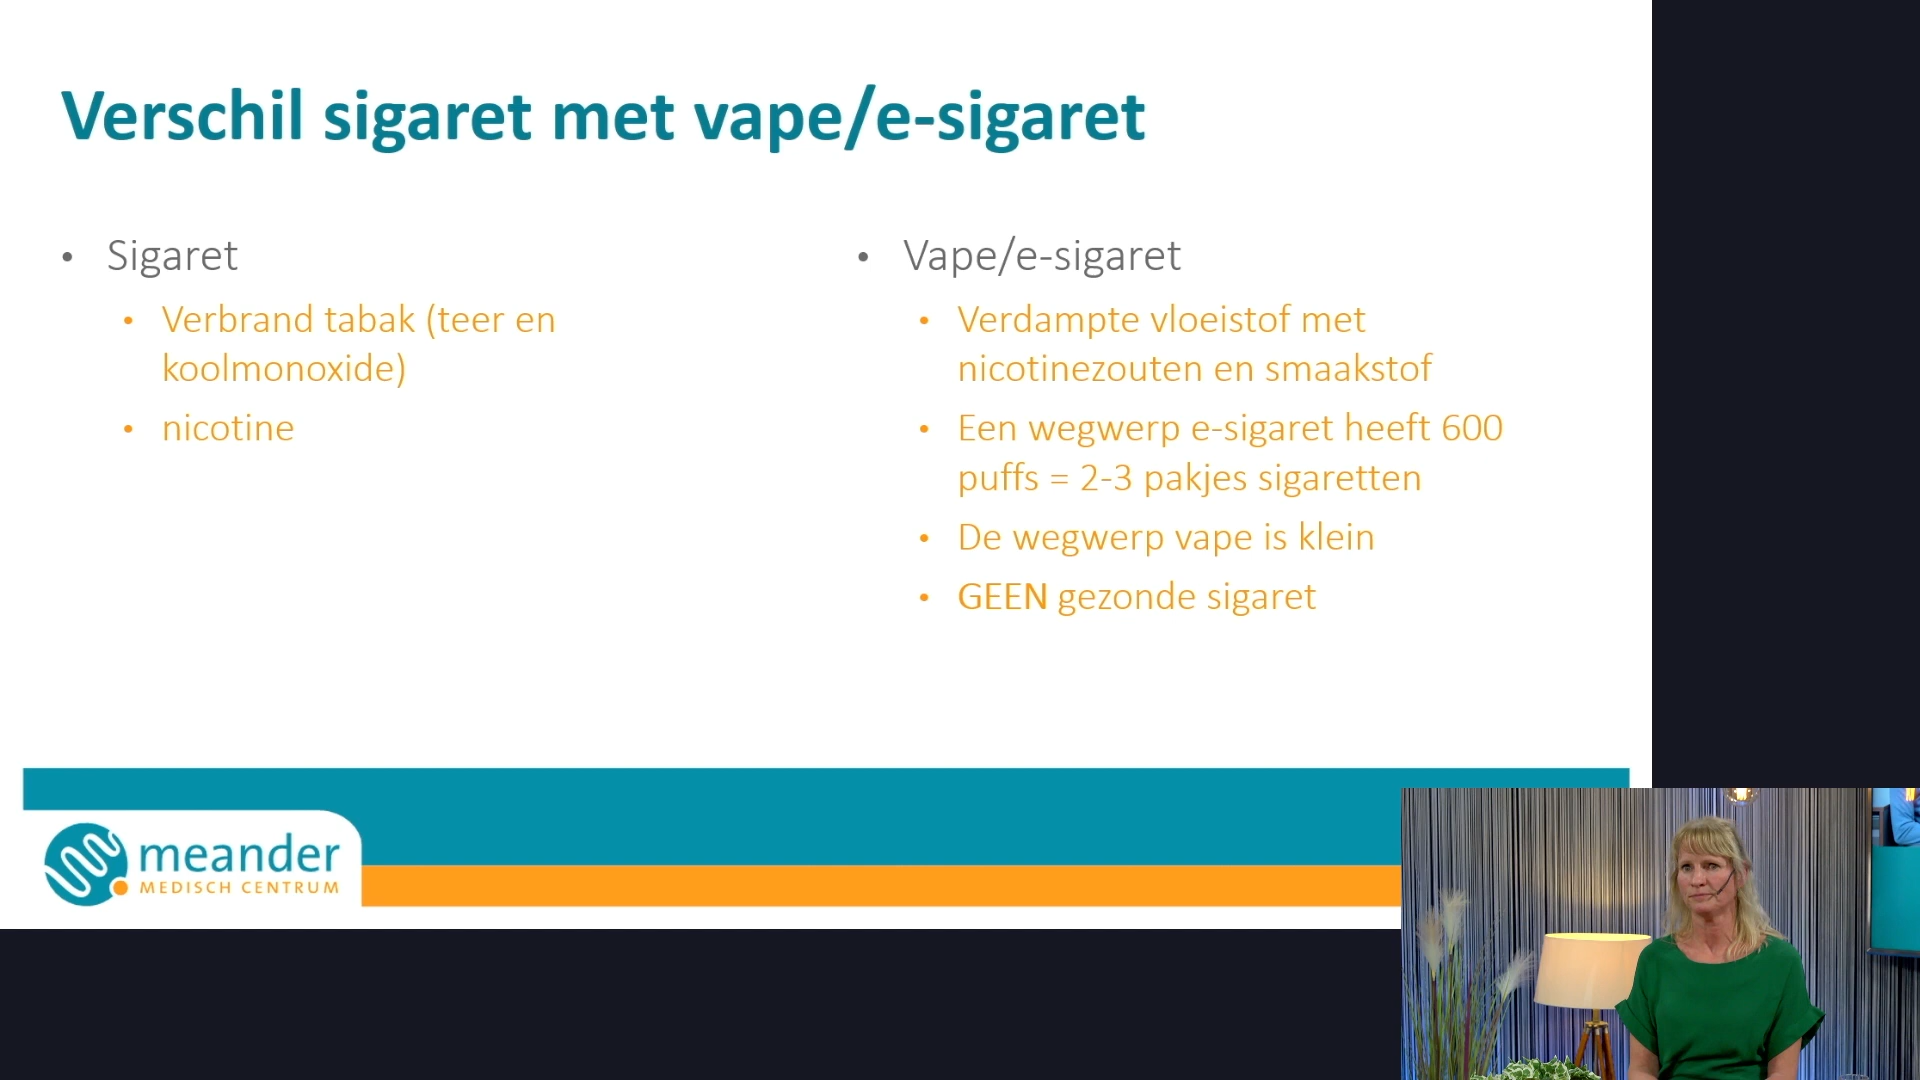 Verschil sigaret met vape/e-sigaret
• Sigaret
• Verbrand tabak (teer en
koolmonoxide)
• nicotine
• Vape/e-sigaret
• Verdampte vloeistof met
nicotinezouten en smaakstof
• Een wegwerp e-sigaret heeft 600
puffs = 2-3 pakjes sigaretten
• De wegwerp vape is klein
• GEEN gezonde sigaret
meander
MEDISCH CENTRUM